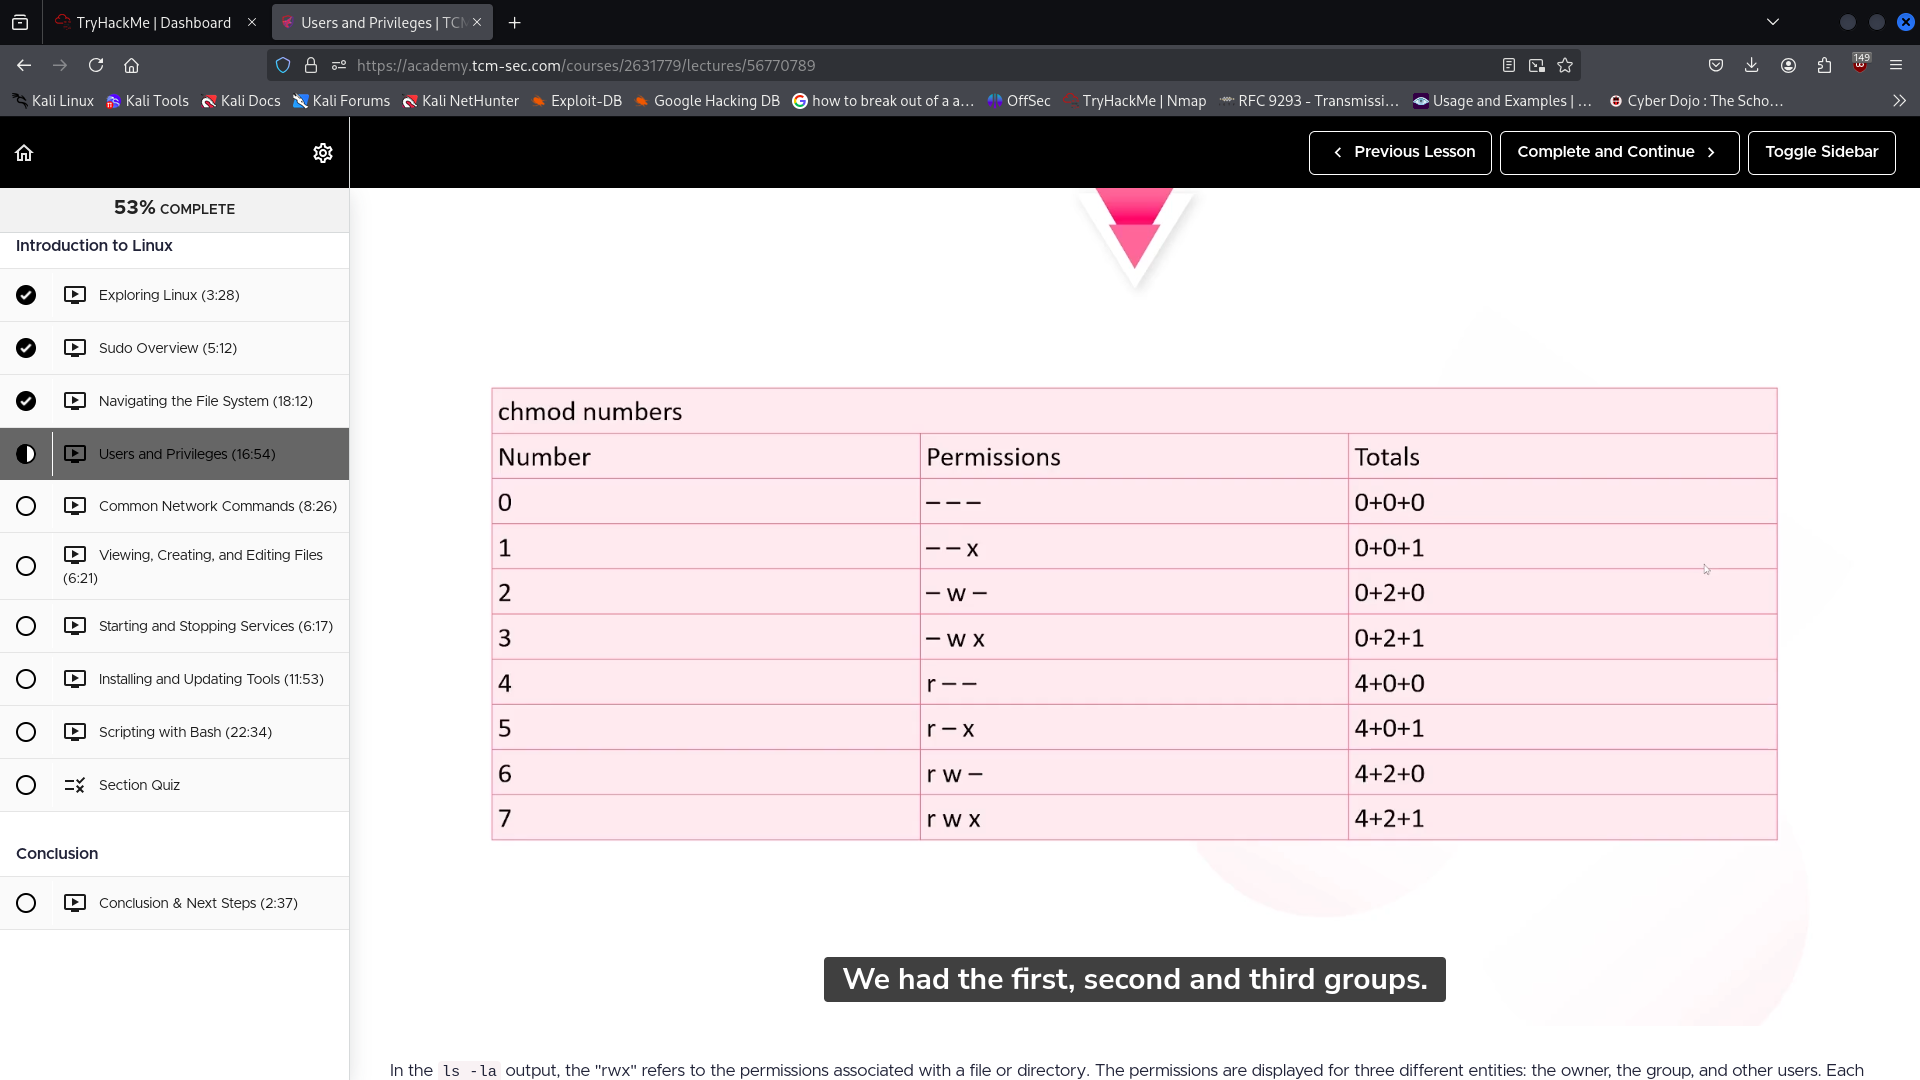 TryHackMe | Dashboard
Users and Privileges | TCM
https://academy.tcm-sec.com/courses/2631779/lectures/56770789
149
Kali Linux Kali Tools Kali Docs Kali Forums Kali NetHunter Exploit-DB Google Hacking DB how to break out of a a… OffSec TryHackMe | Nmap RFC 9293 - Transmissi… Usage and Examples | … Cyber Dojo : The Scho…
Previous Lesson
Complete and Continue
Toggle Sidebar
53% COMPLETE
Introduction to Linux
Exploring Linux (3:28)
Sudo Overview (5:12)
Navigating the File System (18:12)
Users and Privileges (16:54)
Common Network Commands (8:26)
Viewing, Creating, and Editing Files
(6:21)
Starting and Stopping Services (6:17)
Installing and Updating Tools (11:53)
Scripting with Bash (22:34)
Section Quiz
Conclusion
Conclusion & Next Steps (2:37)
chmod numbers
Number Permissions Totals
0 – – – 0+0+0
1 – – x 0+0+1
2 – w – 0+2+0
3 – w x 0+2+1
4 r – – 4+0+0
5 r – x 4+0+1
6 r w – 4+2+0
7 r w x 4+2+1
We had the first, second and third groups.
In the ls -la output, the "rwx" refers to the permissions associated with a file or directory. The permissions are displayed for three different entities: the owner, the group, and other users. Each